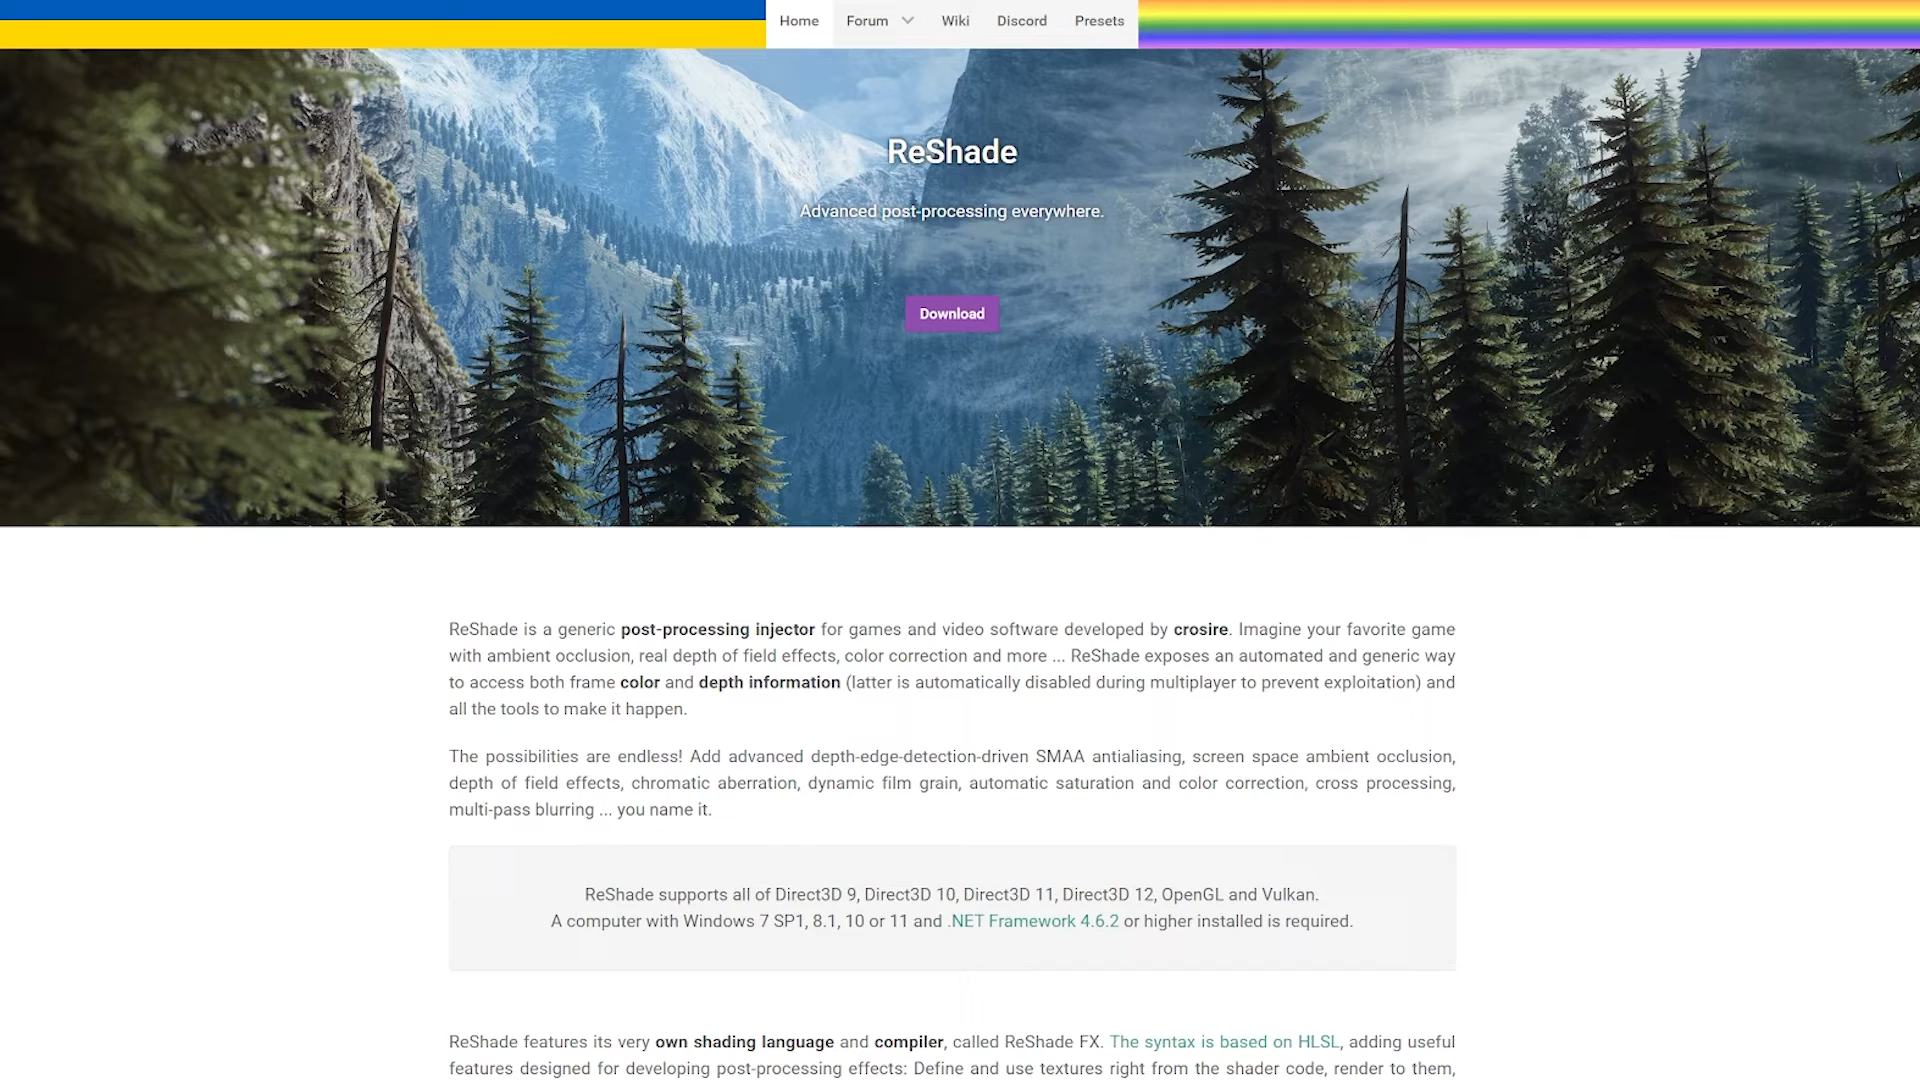 Home Forum Wiki Discord Presets
ReShade
Advanced post-processing everywhere.
Download
ReShade is a generic post-processing injector for games and video software developed by crosire. Imagine your favorite game
with ambient occlusion, real depth of field effects, color correction and more ... ReShade exposes an automated and generic way
to access both frame color and depth information (latter is automatically disabled during multiplayer to prevent exploitation) and
all the tools to make it happen.
The possibilities are endless! Add advanced depth-edge-detection-driven SMAA antialiasing, screen space ambient occlusion,
depth of field effects, chromatic aberration, dynamic film grain, automatic saturation and color correction, cross processing,
multi-pass blurring ... you name it.
ReShade supports all of Direct3D 9, Direct3D 10, Direct3D 11, Direct3D 12, OpenGL and Vulkan.
A computer with Windows 7 SP1, 8.1, 10 or 11 and .NET Framework 4.6.2 or higher installed is required.
ReShade features its very own shading language and compiler, called ReShade FX. The syntax is based on HLSL, adding useful
features designed for developing post-processing effects: Define and use textures right from the shader code, render to them,